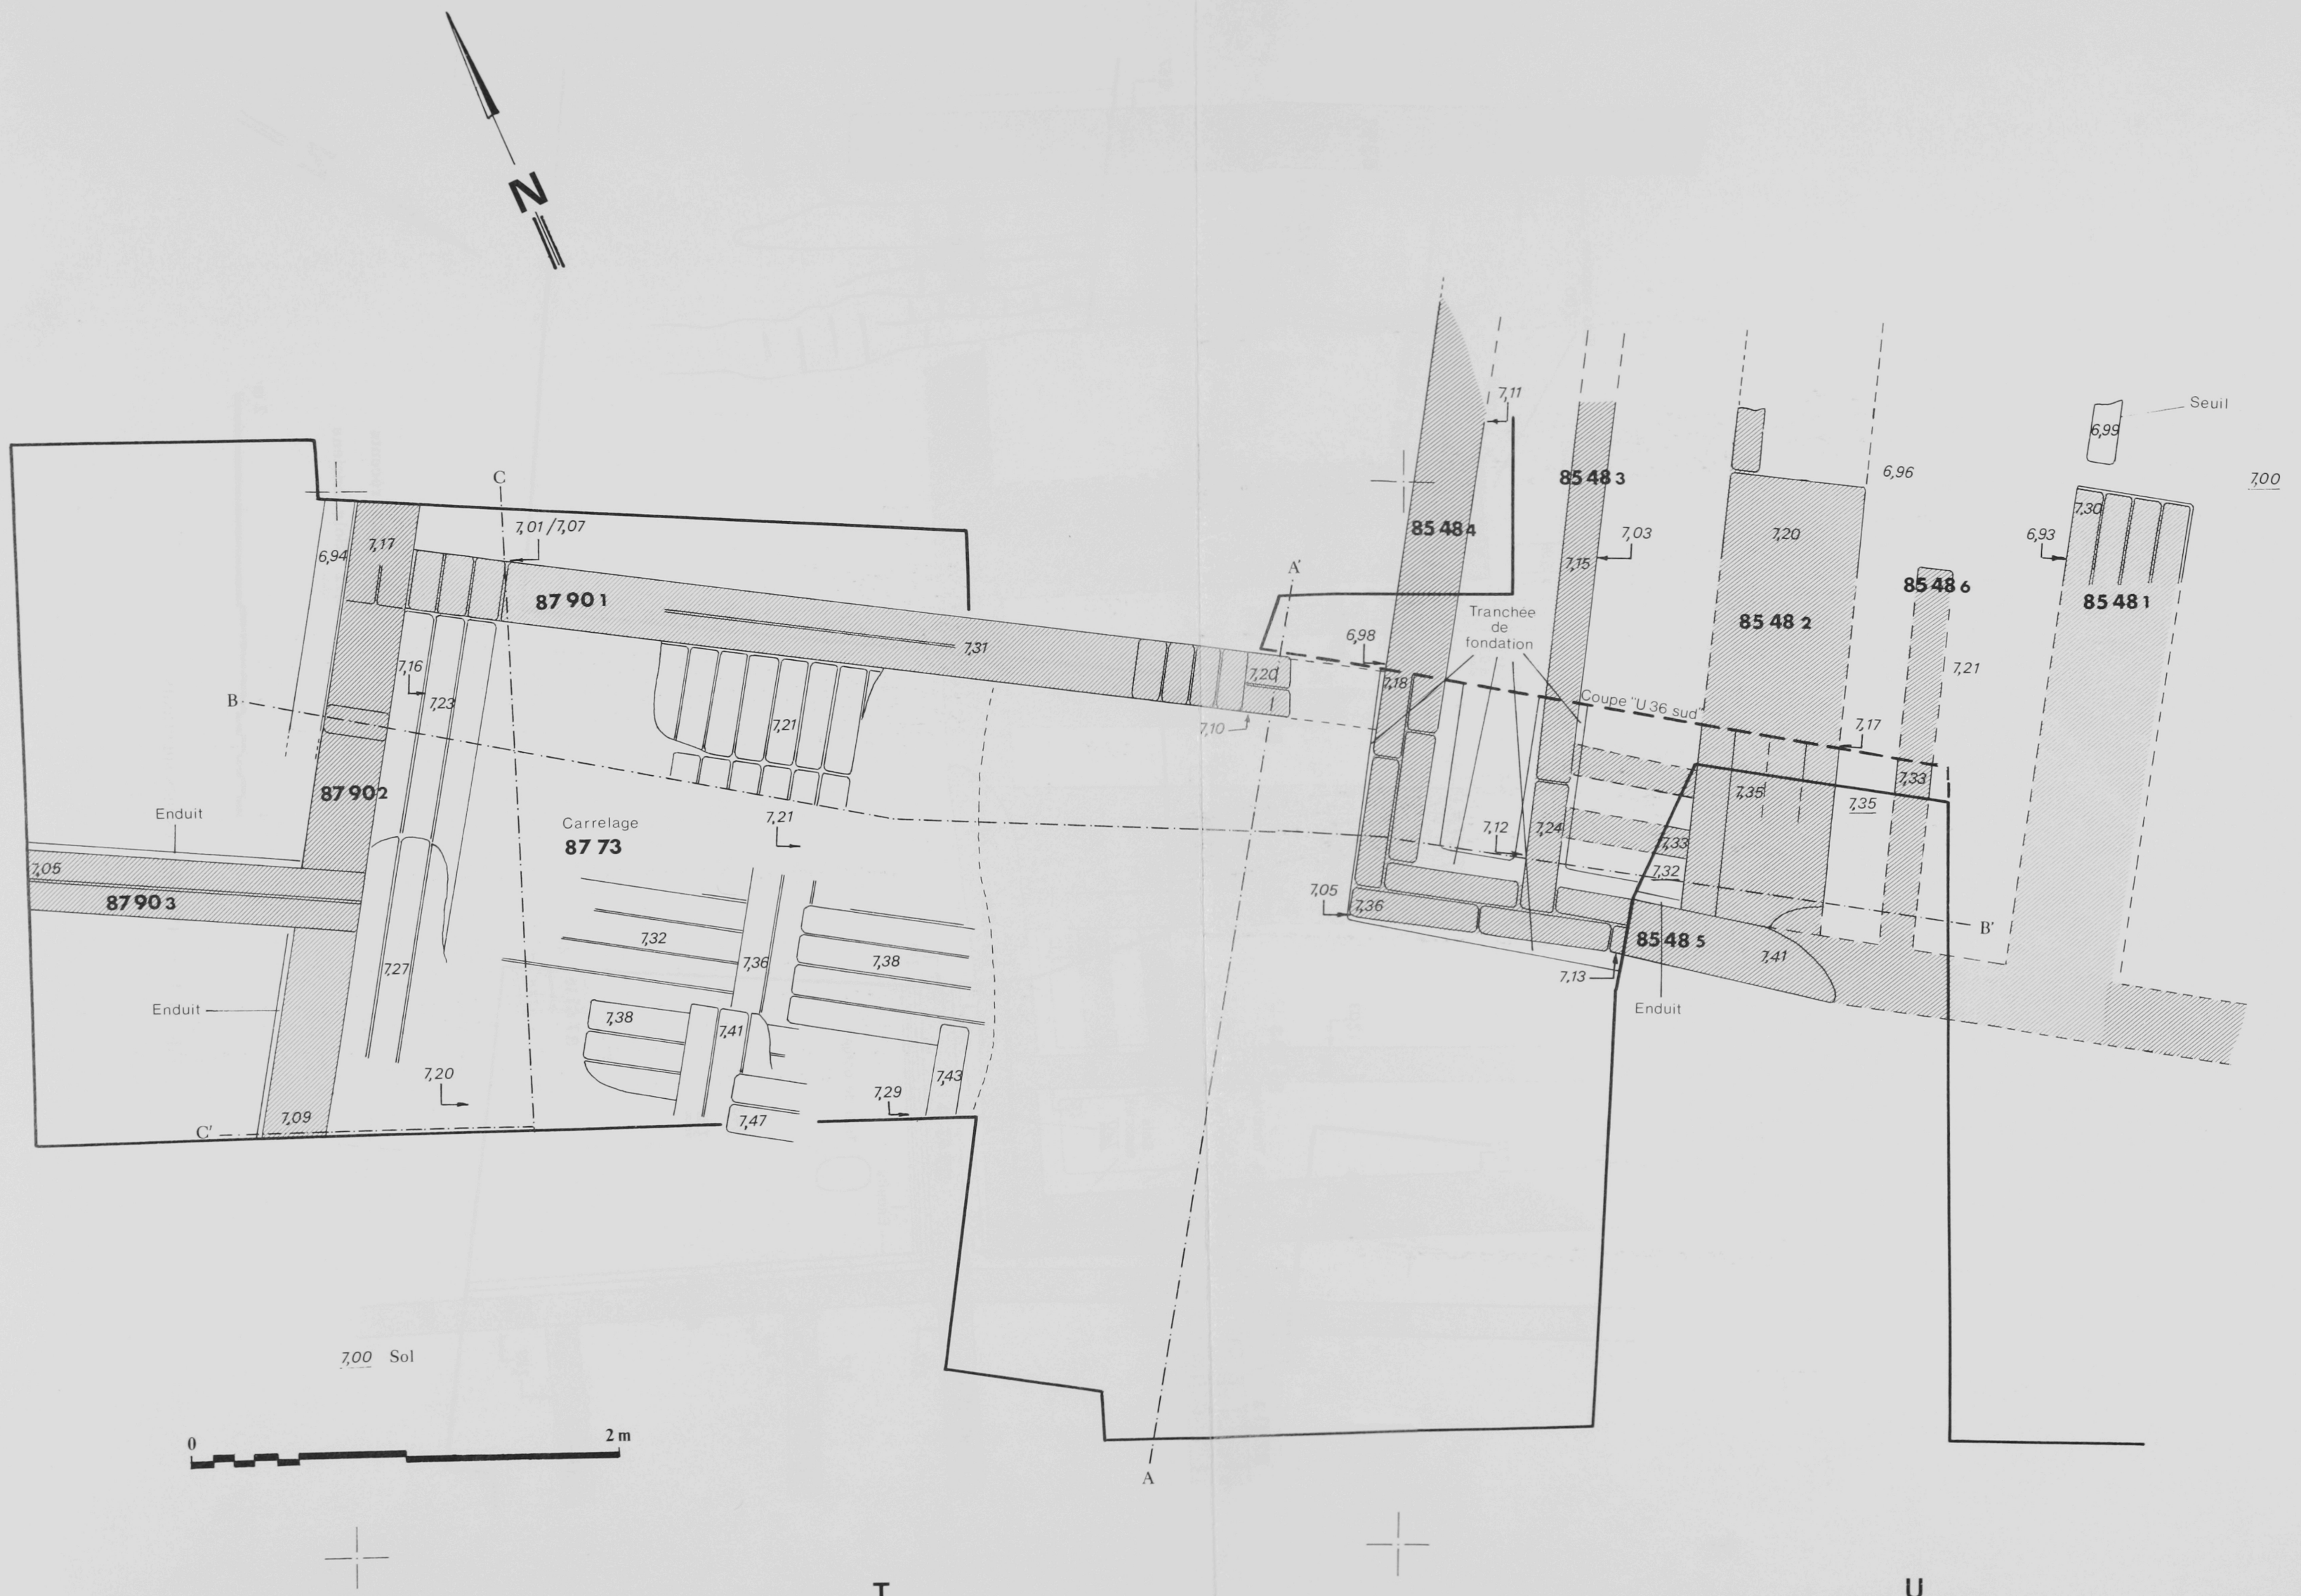 N
7,11
Seuil
6,99
85 48 3
6,96
7,00
C
7,01 /7,07
7,30
85 48 4
7,20
7,03
6,93
6,94
7,17
7,15
A'
85 48 6
87 90 1
85 48 1
Tranchée
de
fondation
85 48 2
6,98
7,31
7,16
7,20
7,18
7,21
B
7,23
Coupe "U 36 sud"
7,21
7,10
7,17
87 90 2
7,33
7,35
7,35
Enduit
Carrelage
87 73
7,21
7,12
7,24
7,33
7,05
7,32
87 90 3
7,05
7,36
B'
7,32
7,36
7,38
85 48 5
7,41
7,27
7,13
Enduit
7,38
7,41
Enduit
7,20
7,43
7,29
7,09
7,47
C'
7,00 Sol
0
2 m
A
T
U